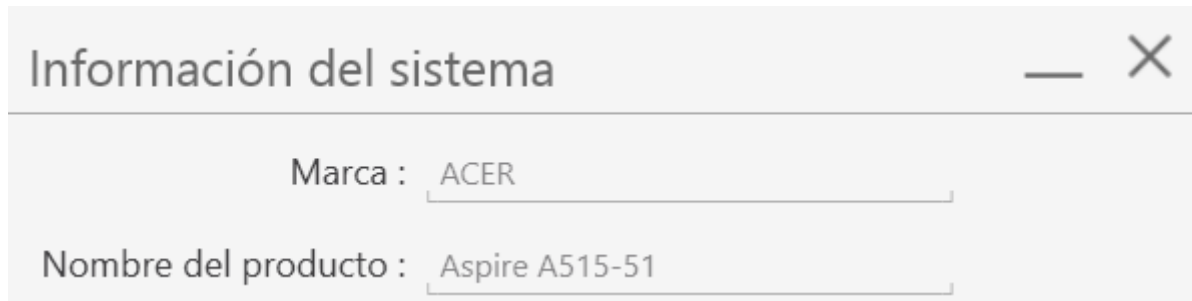 Información del sistema
Marca : ACER
Nombre del producto : Aspire A515-51